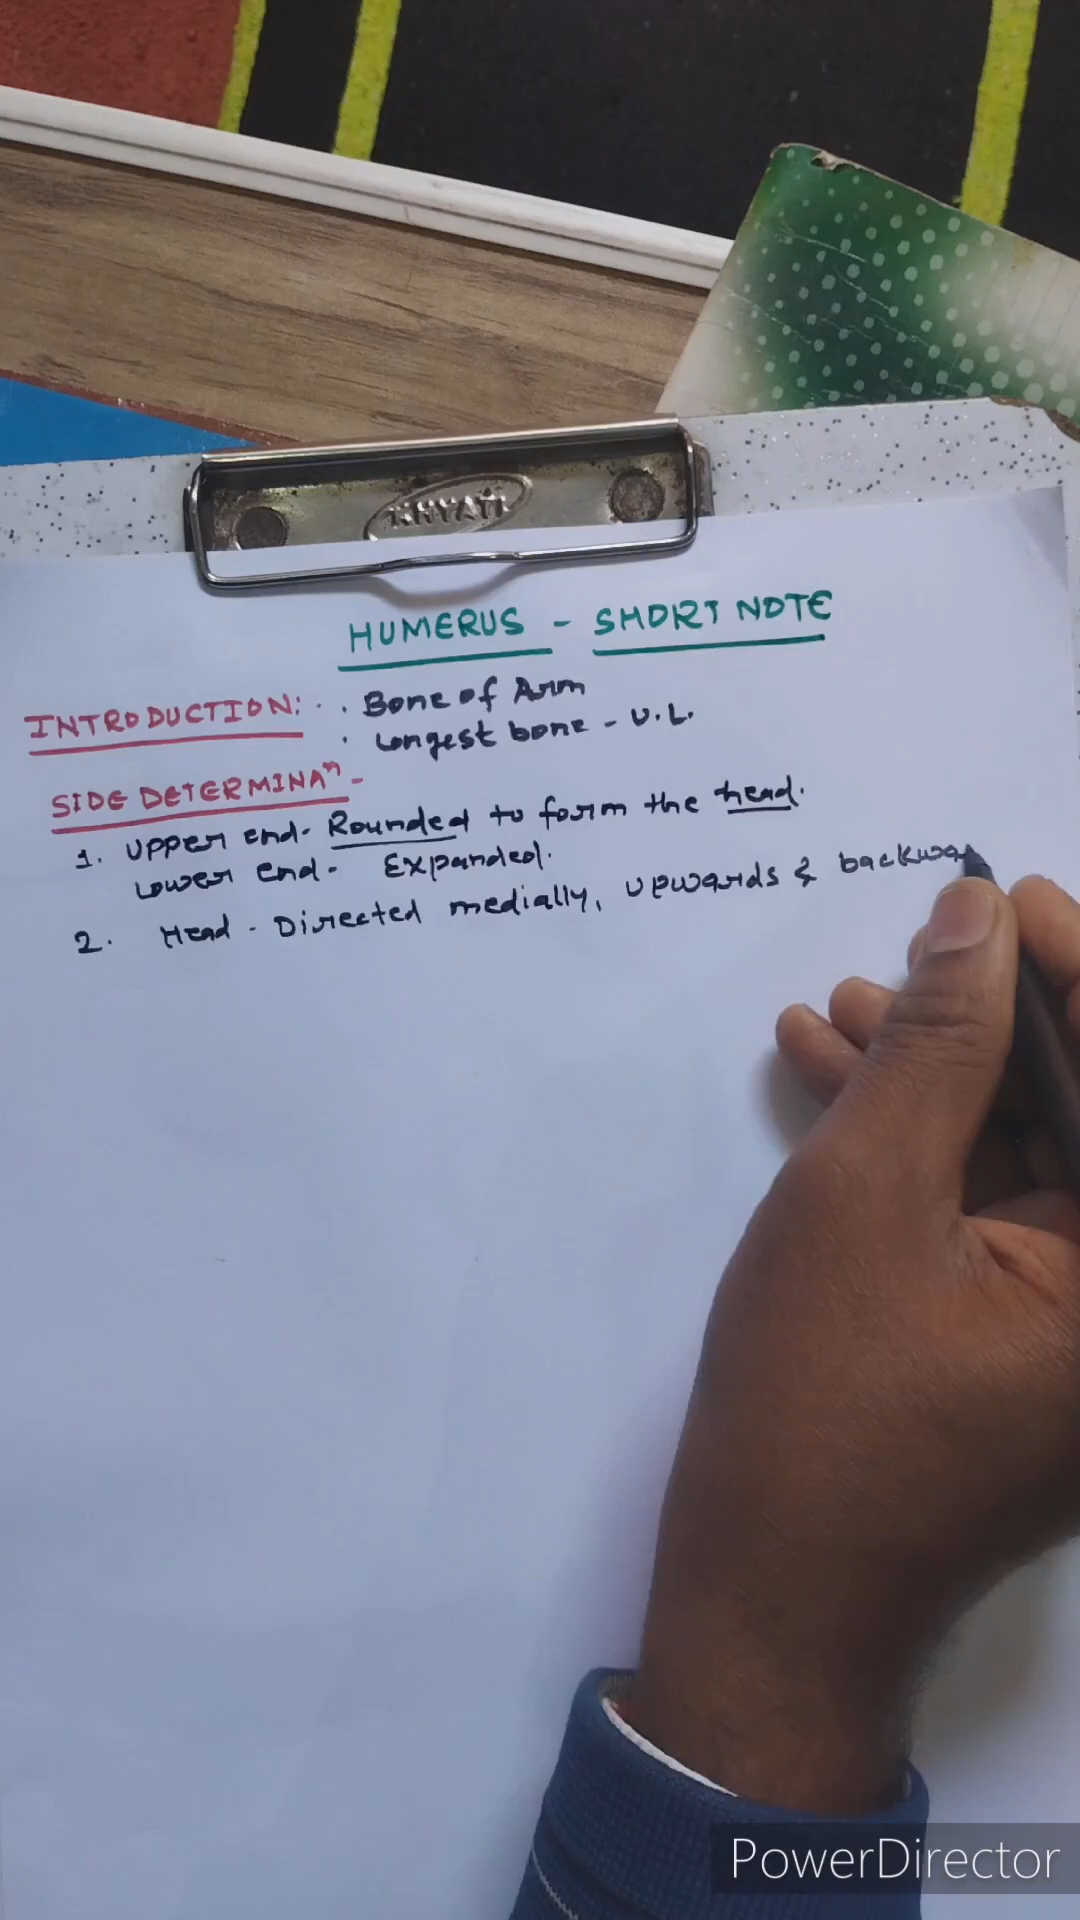 KHYATI
HUMERUS - SHORT NOTE
INTRODUCTION: . Bone of Arm
. Longest bone - U.L.
SIDE DETERMINAⁿ -
1. Upper end - Rounded to form the head.
Lower end - Expanded.
2. Head - Directed medially, upwards & backwa
PowerDirector